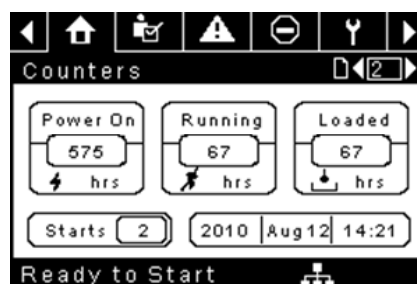 Counters 2
Power On Running Loaded
575 67 67
hrs hrs hrs
Starts 2 2010 Aug12 14:21
Ready to Start